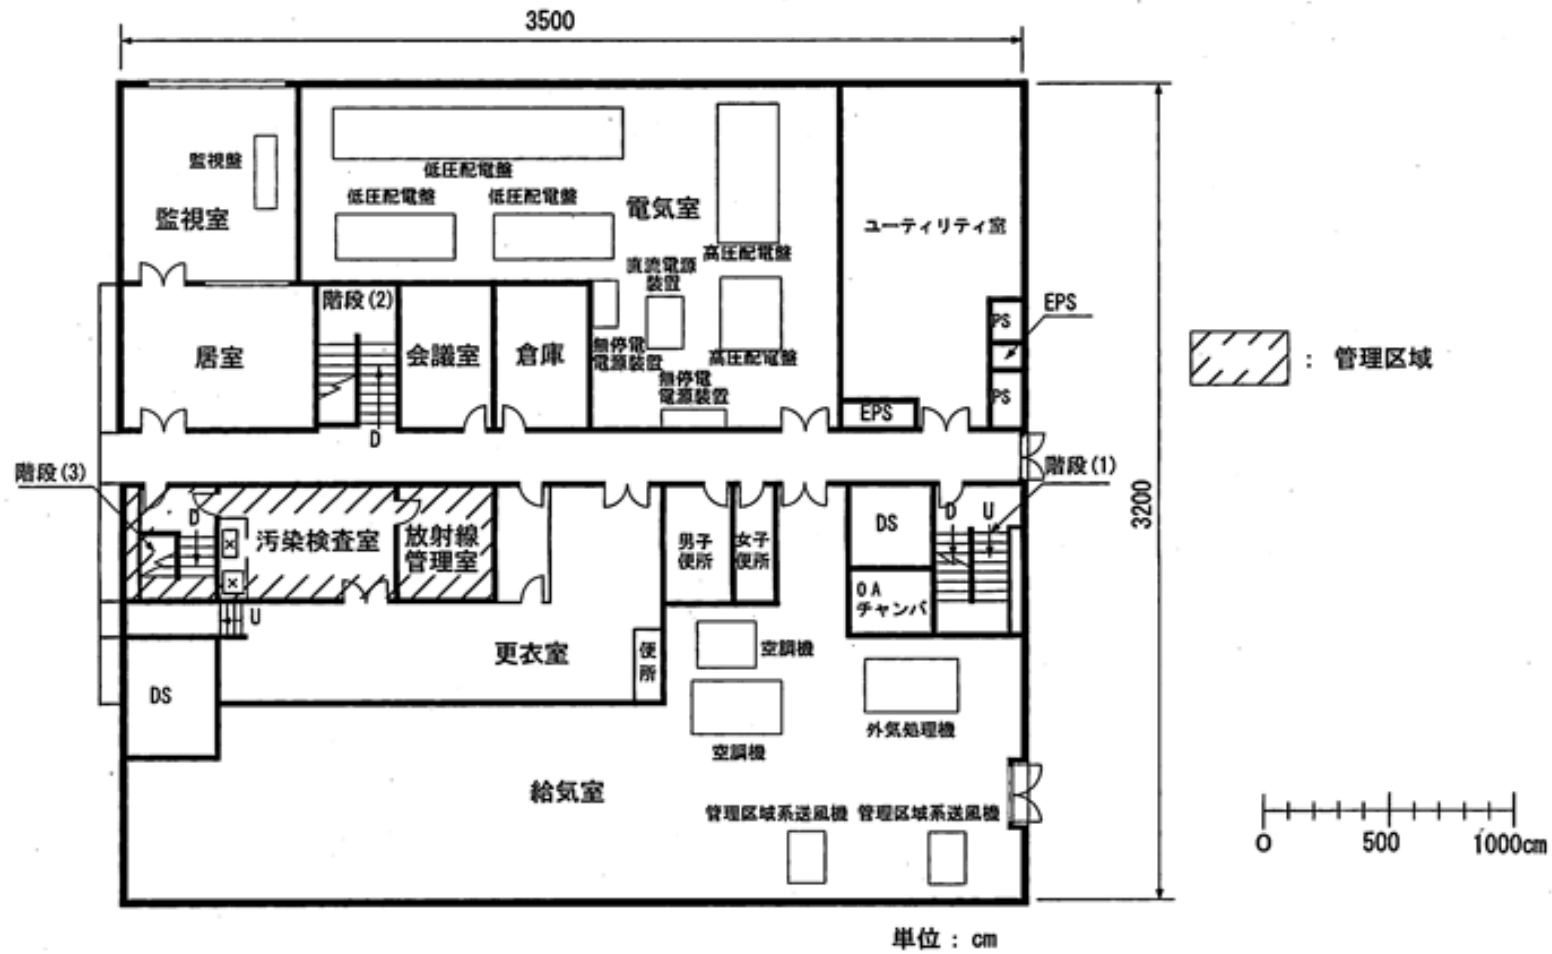 3500
監視盤
監視室
低圧配電盤
低圧配電盤
低圧配電盤
電気室
高圧配電盤
直流電源
装置
高圧配電盤
無停電
電源装置
無停電
電源装置
ユーティリティ室
EPS
PS
PS
EPS
階段(2)
居室
会議室
倉庫
D
: 管理区域
階段(3)
階段(1)
D
汚染検査室
放射線
管理室
男子
便所
女子
便所
DS
D
U
OA
チャンバ
3200
U
更衣室
便
所
空調機
DS
空調機
外気処理機
給気室
管理区域系送風機
管理区域系送風機
0
500
1000cm
単位 : cm